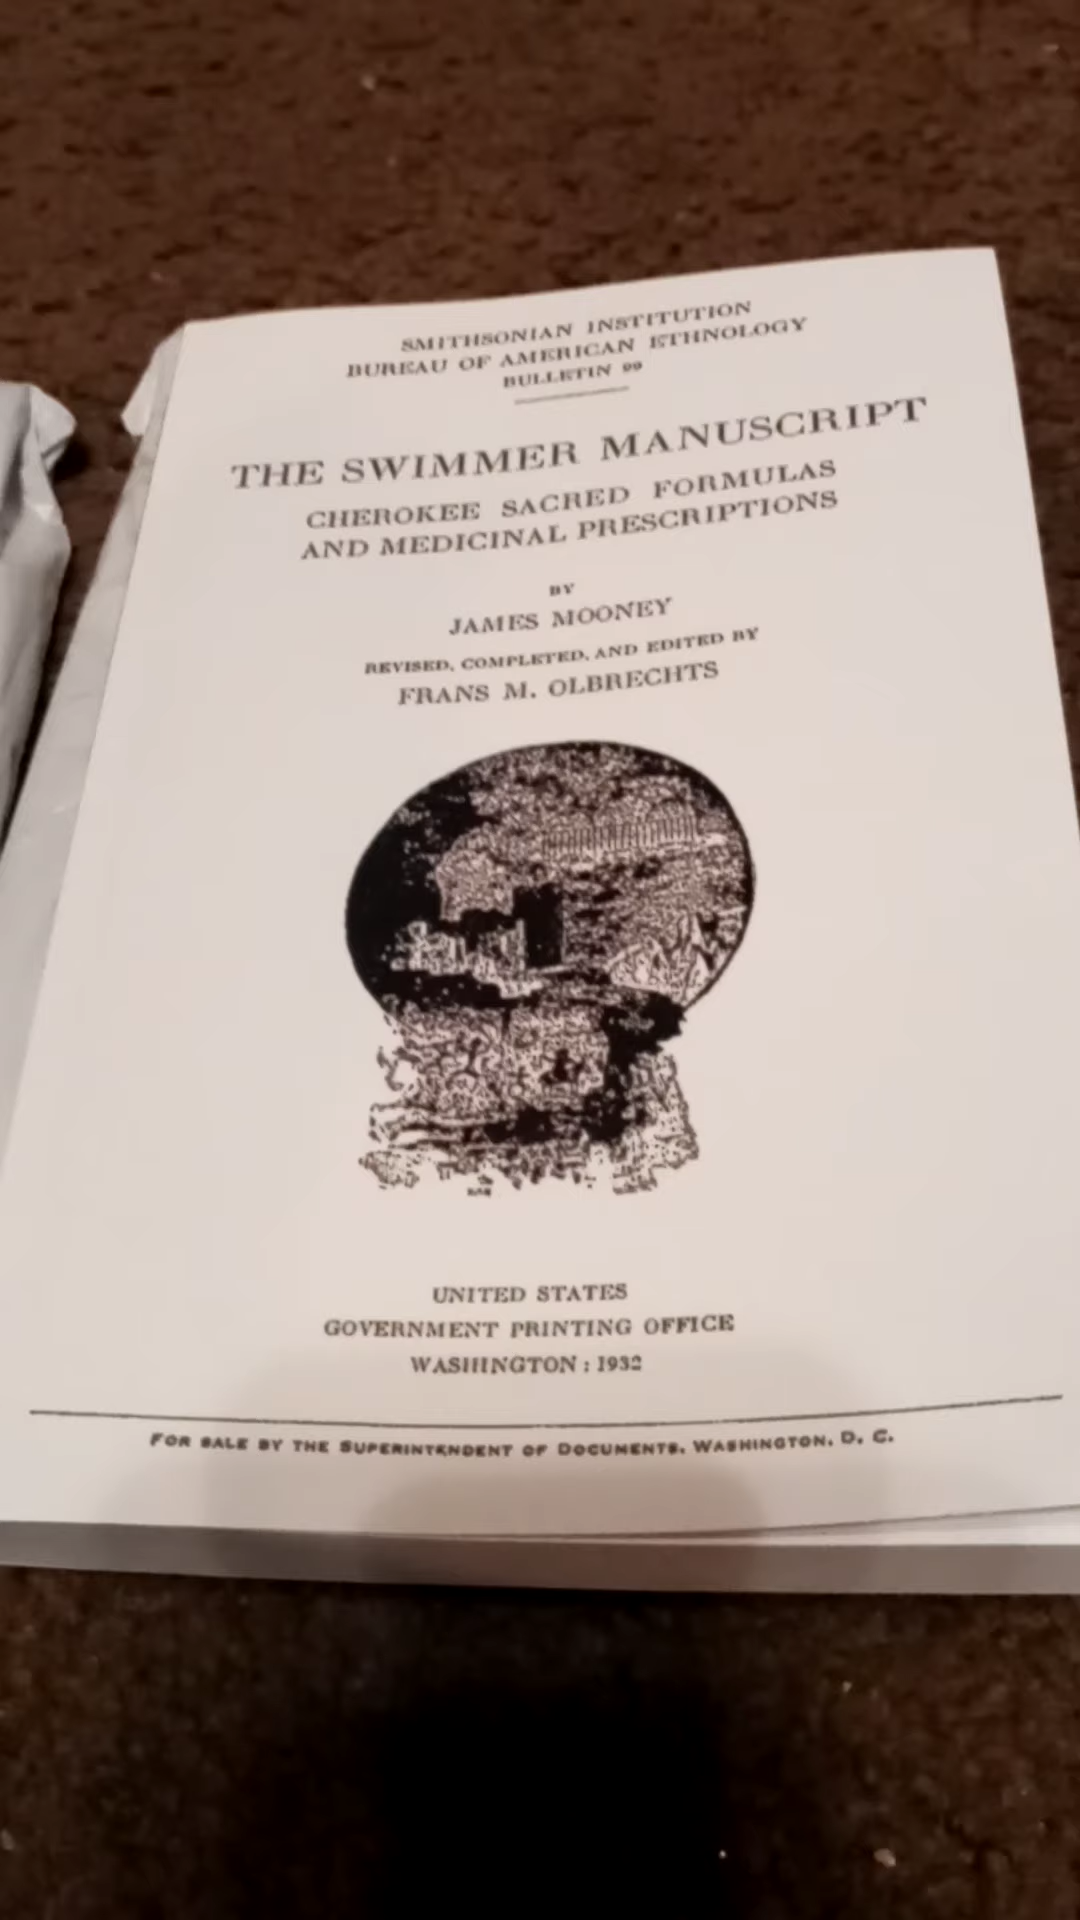 SMITHSONIAN INSTITUTION
BUREAU OF AMERICAN ETHNOLOGY
BULLETIN 99
THE SWIMMER MANUSCRIPT
CHEROKEE SACRED FORMULAS
AND MEDICINAL PRESCRIPTIONS
BY
JAMES MOONEY
REVISED, COMPLETED, AND EDITED BY
FRANS M. OLBRECHTS
UNITED STATES
GOVERNMENT PRINTING OFFICE
WASHINGTON : 1932
FOR SALE BY THE SUPERINTENDENT OF DOCUMENTS, WASHINGTON, D. C.